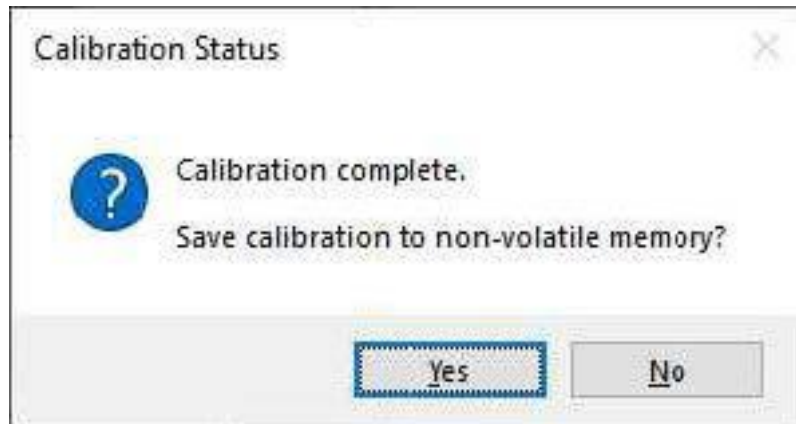 Calibration Status
Calibration complete.
Save calibration to non-volatile memory?
Yes
No